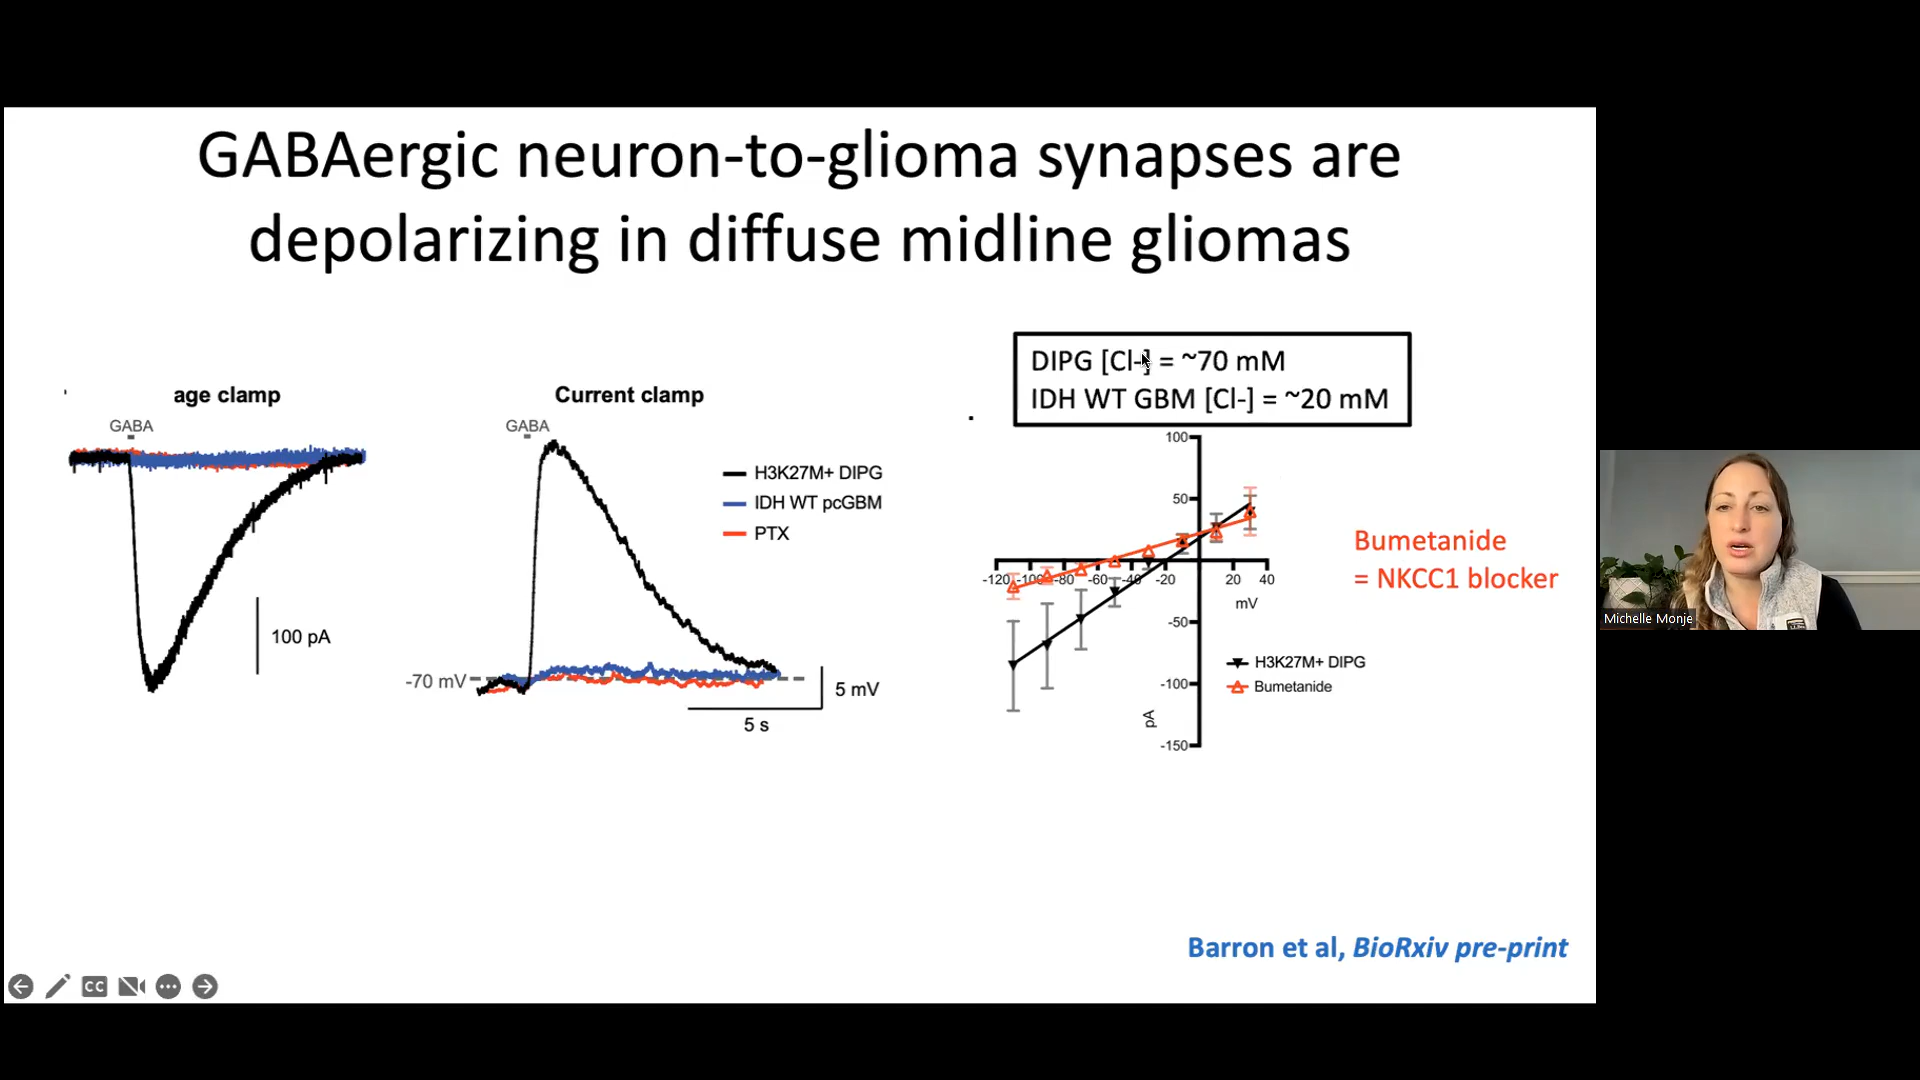 GABAergic neuron-to-glioma synapses are
depolarizing in diffuse midline gliomas
DIPG [Cl-] = ~70 mM
IDH WT GBM [Cl-] = ~20 mM
age clamp
GABA
100 pA
Current clamp
GABA
H3K27M+ DIPG
IDH WT pcGBM
PTX
-70 mV
5 mV
5 s
100
50
-120 -100 -80 -60 -40 -20 20 40
mV
-50
-100
-150
pA
H3K27M+ DIPG
Bumetanide
Bumetanide
= NKCC1 blocker
Barron et al, BioRxiv pre-print
CC
Michelle Monje